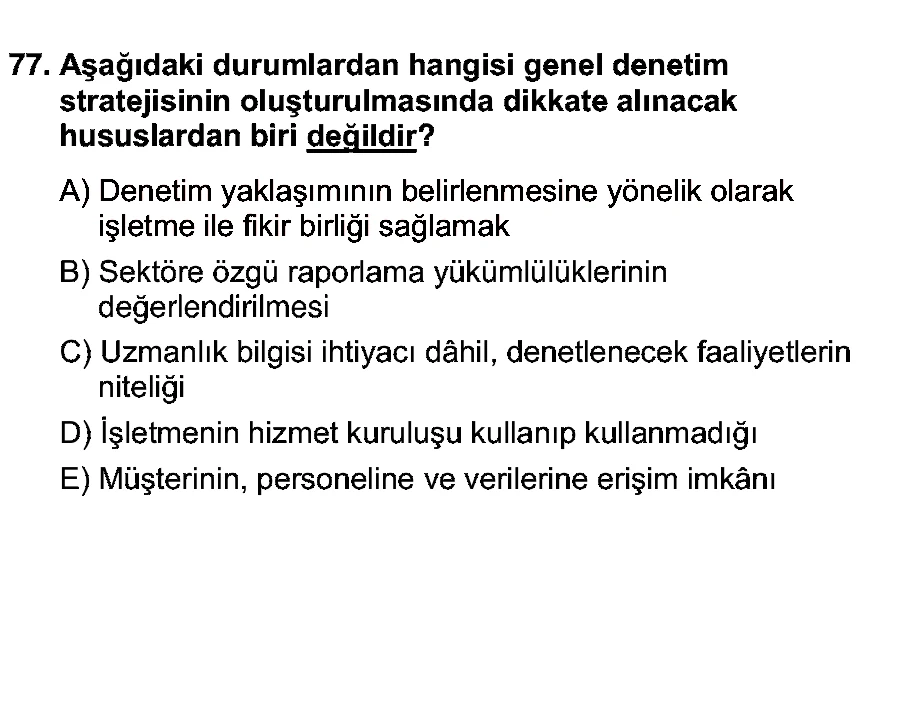 77. Aşağıdaki durumlardan hangisi genel denetim
stratejisinin oluşturulmasında dikkate alınacak
hususlardan biri değildir?
A) Denetim yaklaşımının belirlenmesine yönelik olarak
işletme ile fikir birliği sağlamak
B) Sektöre özgü raporlama yükümlülüklerinin
değerlendirilmesi
C) Uzmanlık bilgisi ihtiyacı dâhil, denetlenecek faaliyetlerin
niteliği
D) İşletmenin hizmet kuruluşu kullanıp kullanmadığı
E) Müşterinin, personeline ve verilerine erişim imkânı